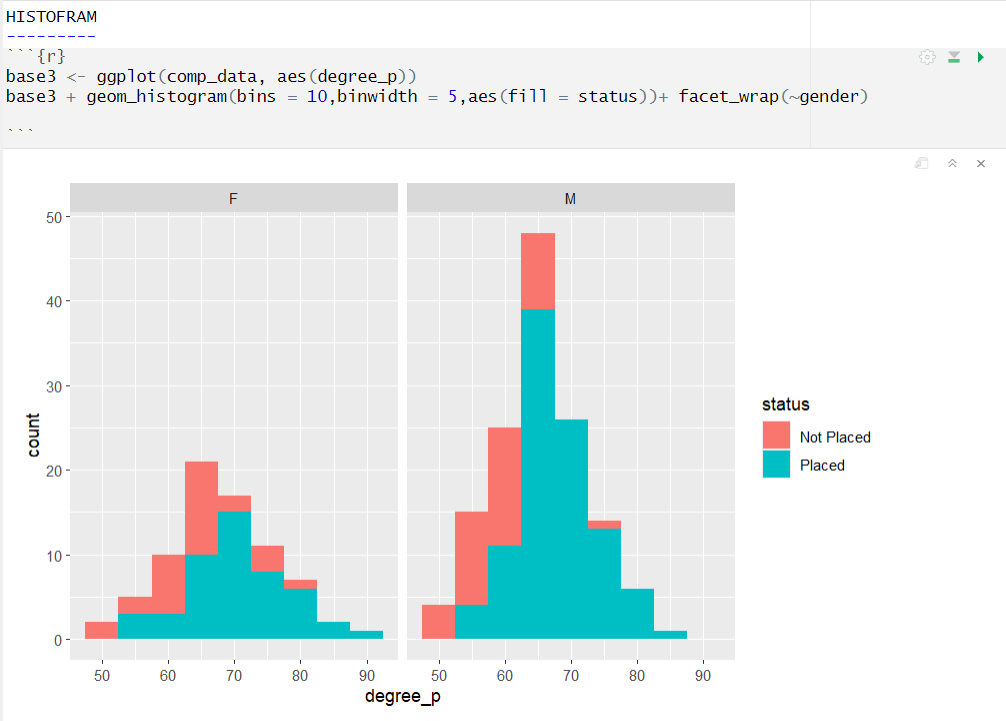 HISTOFRAM
---------
```{r}
base3 <- ggplot(comp_data, aes(degree_p))
base3 + geom_histogram(bins = 10,binwidth = 5,aes(fill = status))+ facet_wrap(~gender)
```
F M
50
40
30
20
10
0
count
50 60 70 80 90 50 60 70 80 90
degree_p
status
Not Placed
Placed